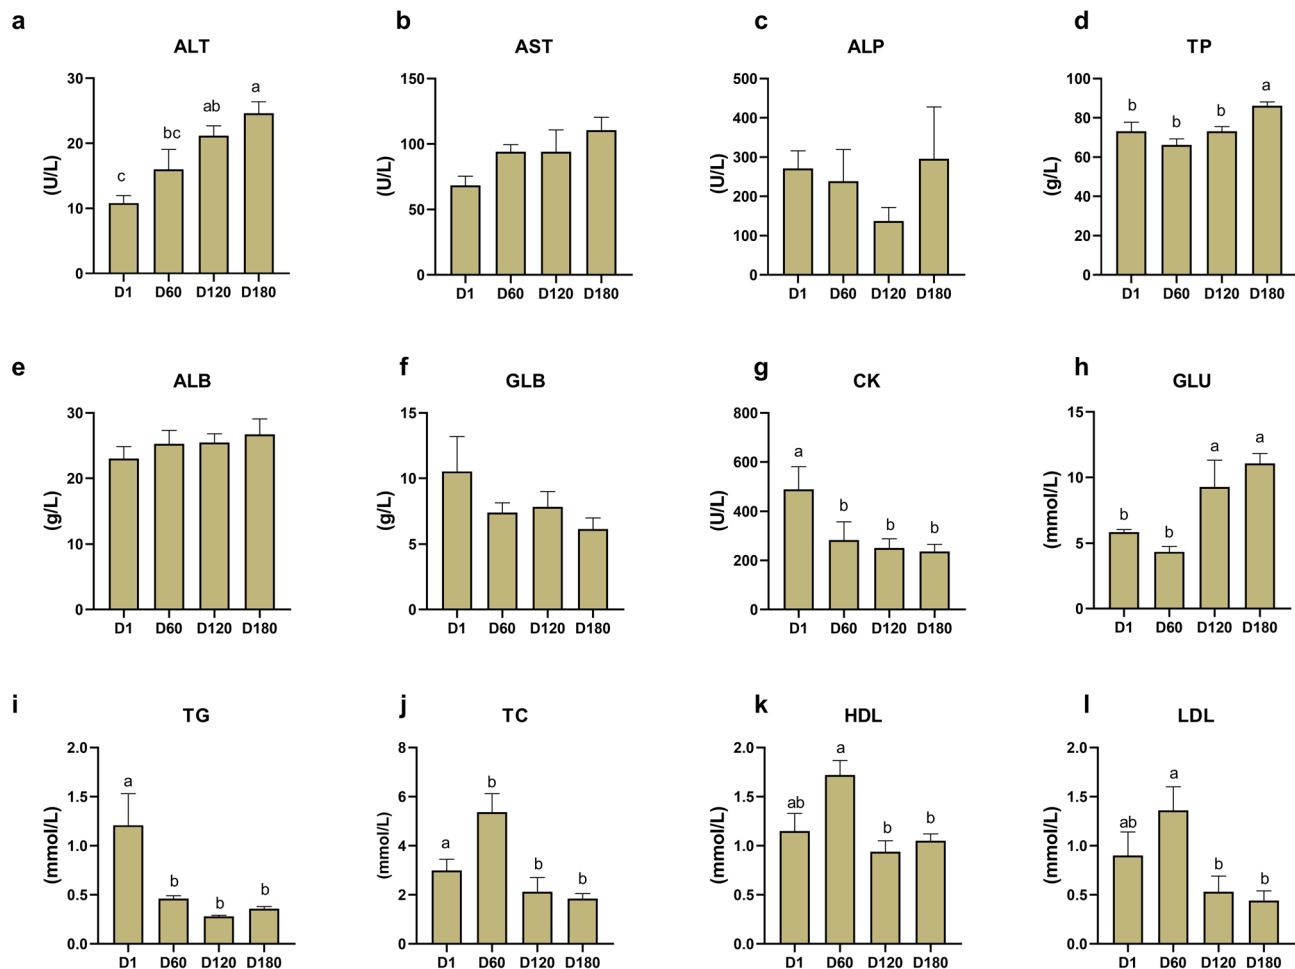 a
ALT
(U/L)
30
20
10
0
c
bc
ab
a
D1 D60 D120 D180
b
AST
(U/L)
150
100
50
0
D1 D60 D120 D180
c
ALP
(U/L)
500
400
300
200
100
0
D1 D60 D120 D180
d
TP
(g/L)
100
80
60
40
20
0
b
b
b
a
D1 D60 D120 D180
e
ALB
(g/L)
30
20
10
0
D1 D60 D120 D180
f
GLB
(g/L)
15
10
5
0
D1 D60 D120 D180
g
CK
(U/L)
800
600
400
200
0
a
b
b
b
D1 D60 D120 D180
h
GLU
(mmol/L)
15
10
5
0
b
b
a
a
D1 D60 D120 D180
i
TG
(mmol/L)
2.0
1.5
1.0
0.5
0.0
a
b
b
b
D1 D60 D120 D180
j
TC
(mmol/L)
8
6
4
2
0
a
b
b
b
D1 D60 D120 D180
k
HDL
(mmol/L)
2.0
1.5
1.0
0.5
0.0
ab
a
b
b
D1 D60 D120 D180
l
LDL
(mmol/L)
2.0
1.5
1.0
0.5
0.0
ab
a
b
b
D1 D60 D120 D180